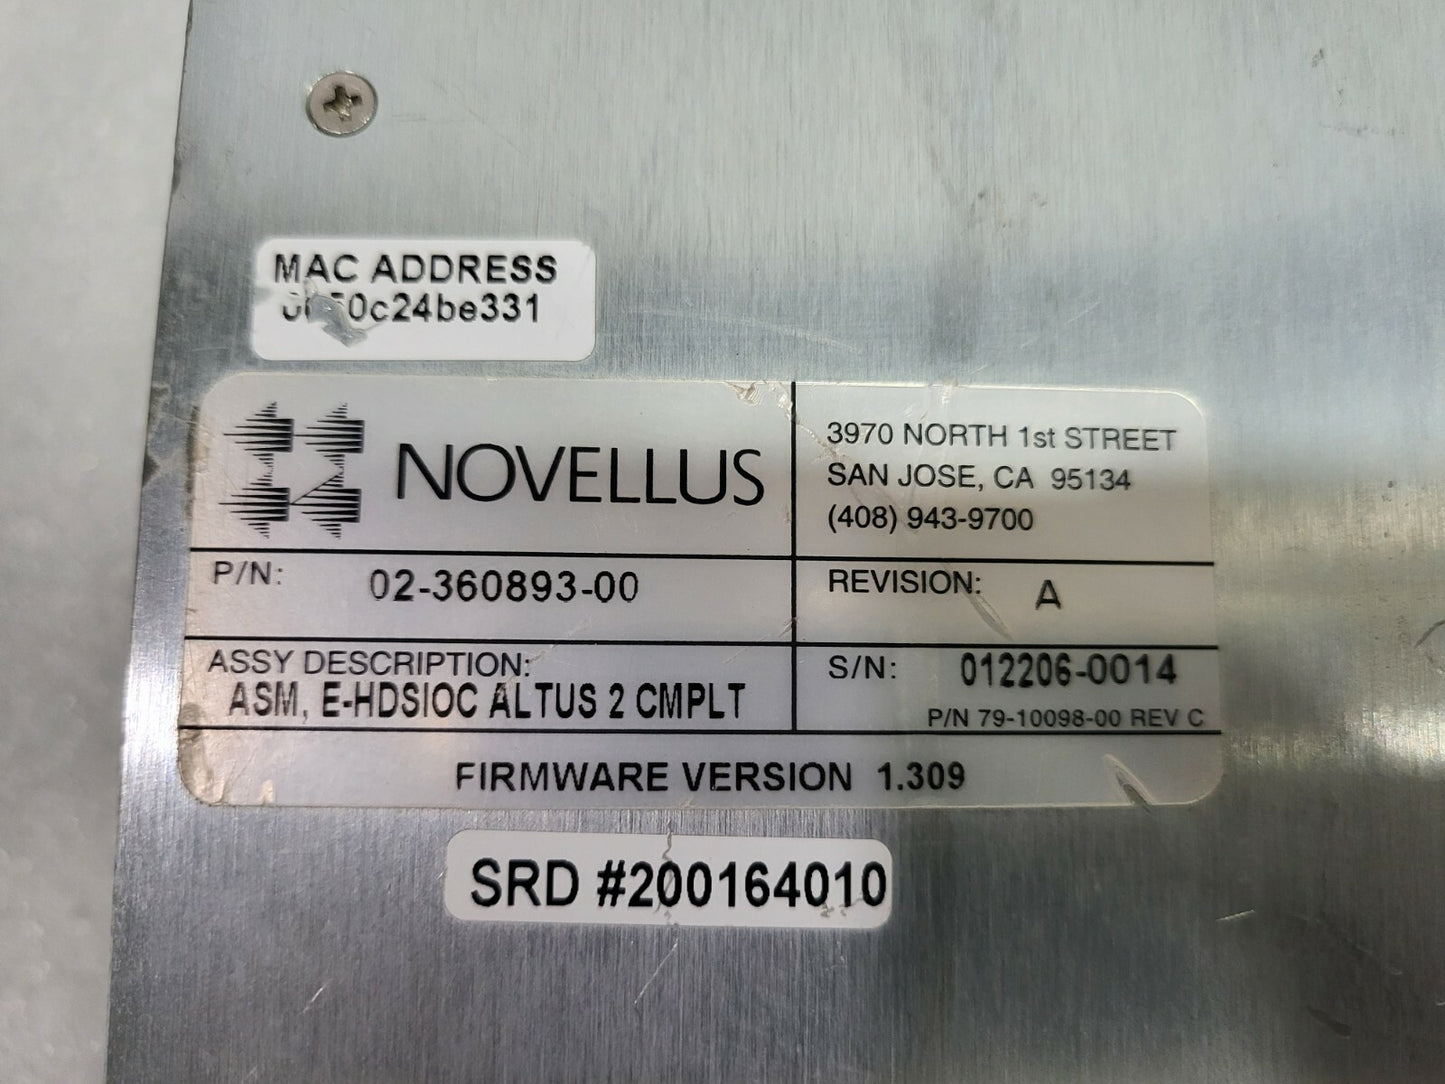 MAC ADDRESS
NOVELLUS
3970 NORTH 1st STREET
SAN JOSE, CA 95134
(408) 943-9700
P/N: 02-360893-00
REVISION: A
ASSY DESCRIPTION:
ASM, E-HDSIOC ALTUS 2 CMPLT
S/N: 012206-0014
P/N 79-10098-00 REV C
FIRMWARE VERSION 1.309
SRD #200164010